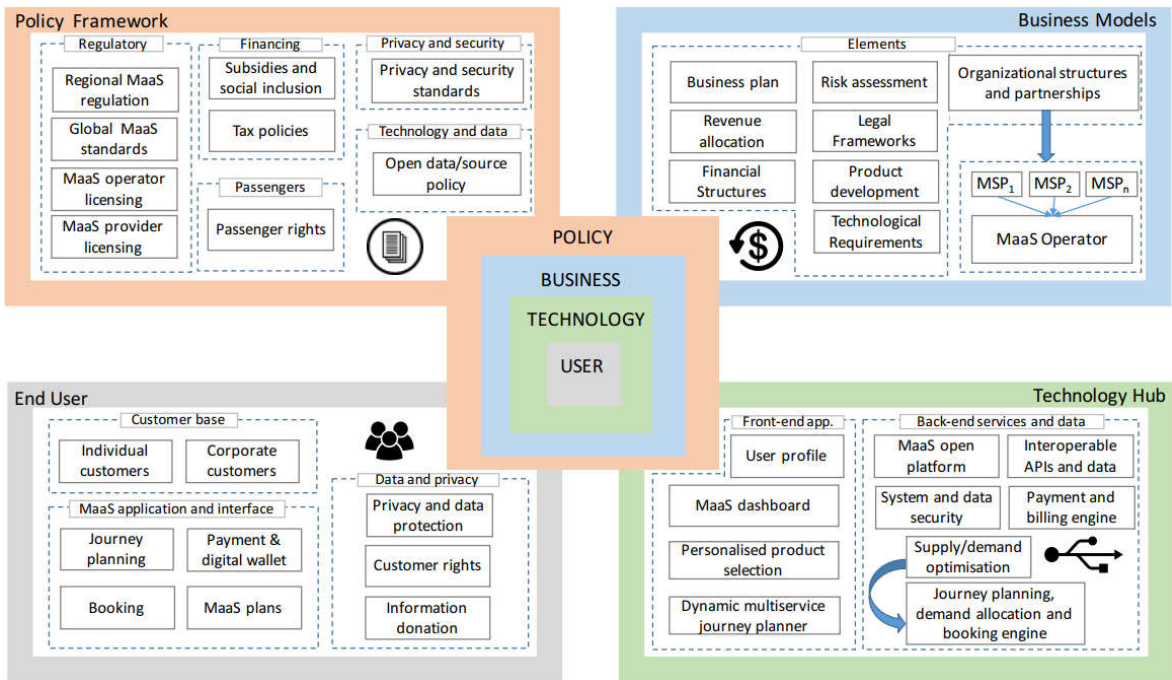 Policy Framework
Regulatory
Regional MaaS
regulation
Global MaaS
standards
MaaS operator
licensing
MaaS provider
licensing
Financing
Subsidies and
social inclusion
Tax policies
Passengers
Passenger rights
Privacy and security
Privacy and security
standards
Technology and data
Open data/source
policy
Business Models
Elements
Business plan
Revenue
allocation
Financial
Structures
Risk assessment
Legal
Frameworks
Product
development
Technological
Requirements
Organizational structures
and partnerships
MSP1
MSP2
MSPn
MaaS Operator
$
POLICY
BUSINESS
TECHNOLOGY
USER
End User
Customer base
Individual
customers
Corporate
customers
MaaS application and interface
Journey
planning
Payment &
digital wallet
Booking
MaaS plans
Data and privacy
Privacy and data
protection
Customer rights
Information
donation
Technology Hub
Front-end app.
User profile
MaaS dashboard
Personalised product
selection
Dynamic multiservice
journey planner
Back-end services and data
MaaS open
platform
Interoperable
APIs and data
System and data
security
Payment and
billing engine
Supply/demand
optimisation
Journey planning,
demand allocation and
booking engine